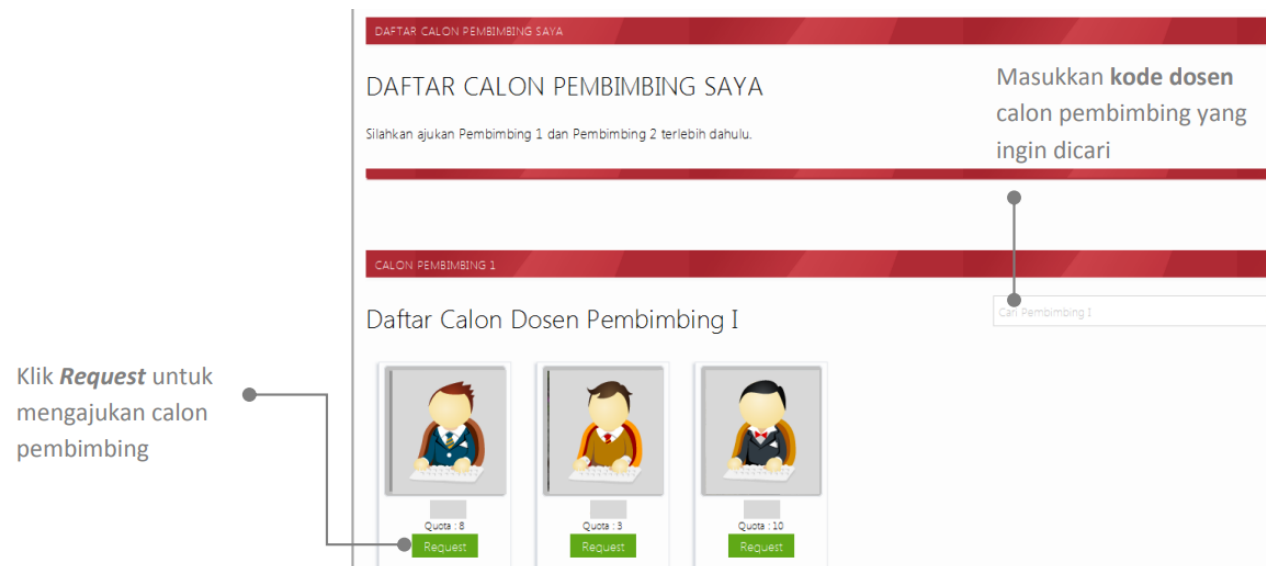 DAFTAR CALON PEMBIMBING SAYA
DAFTAR CALON PEMBIMBING SAYA
Silahkan ajukan Pembimbing 1 dan Pembimbing 2 terlebih dahulu.
Masukkan kode dosen
calon pembimbing yang
ingin dicari
CALON PEMBIMBING 1
Daftar Calon Dosen Pembimbing I
Cari Pembimbing I
Klik Request untuk
mengajukan calon
pembimbing
Quota : 8
Request
Quota : 3
Request
Quota : 10
Request